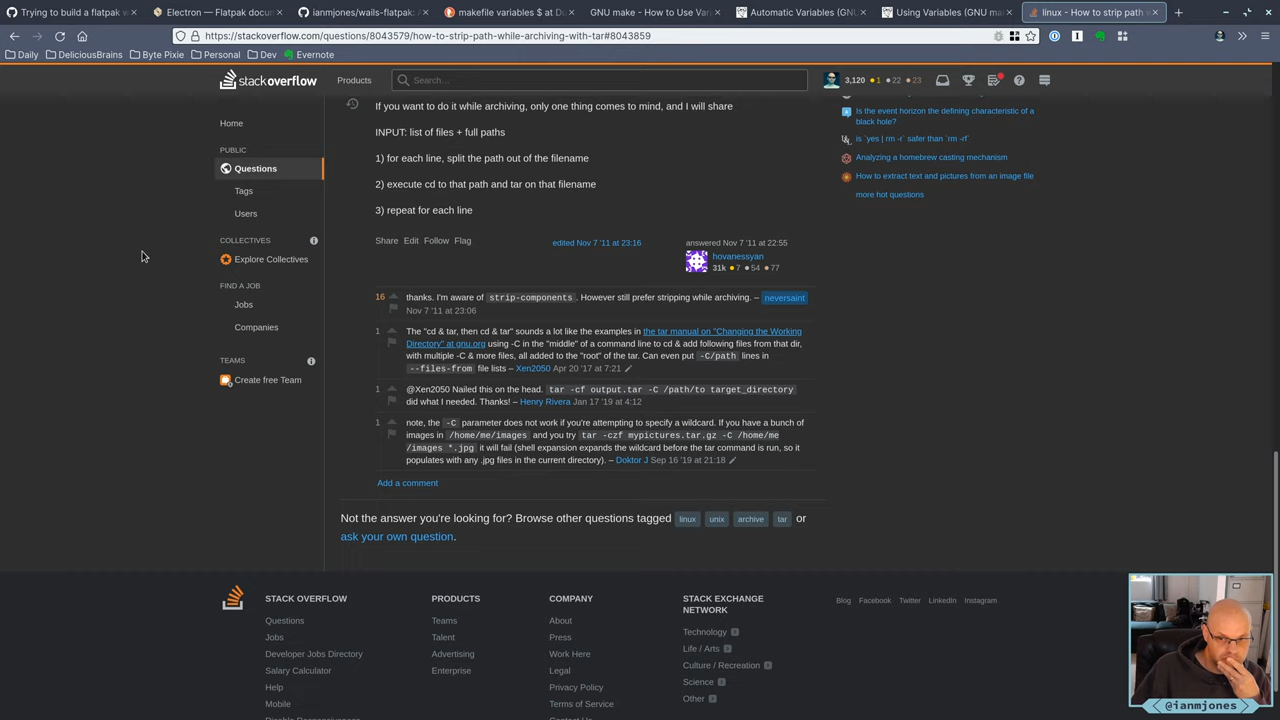 Trying to build a flatpak w
Electron — Flatpak docu
ianmjones/wails-flatpak:
makefile variables $ at D
GNU make - How to Use Var
Automatic Variables (GNU
Using Variables (GNU ma
linux - How to strip path w
https://stackoverflow.com/questions/8043579/how-to-strip-path-while-archiving-with-tar#8043859
Daily DeliciousBrains Byte Pixie Personal Dev Evernote
stackoverflow Products Search… 3,120 1 22 23
Home
PUBLIC
Questions
Tags
Users
COLLECTIVES
Explore Collectives
FIND A JOB
Jobs
Companies
TEAMS
Create free Team
If you want to do it while archiving, only one thing comes to mind, and I will share
INPUT: list of files + full paths
1) for each line, split the path out of the filename
2) execute cd to that path and tar on that filename
3) repeat for each line
Share Edit Follow Flag
edited Nov 7 '11 at 23:16
answered Nov 7 '11 at 22:55
hovanessyan
31k 7 54 77
16 thanks. I'm aware of strip-components. However still prefer stripping while archiving. – neversaint
Nov 7 '11 at 23:06
1 The "cd & tar, then cd & tar" sounds a lot like the examples in the tar manual on "Changing the Working
Directory" at gnu.org using -C in the "middle" of a command line to cd & add following files from that dir,
with multiple -C & more files, all added to the "root" of the tar. Can even put -C/path lines in
--files-from file lists – Xen2050 Apr 20 '17 at 7:21
1 @Xen2050 Nailed this on the head. tar -cf output.tar -C /path/to target_directory
did what I needed. Thanks! – Henry Rivera Jan 17 '19 at 4:12
1 note, the -C parameter does not work if you're attempting to specify a wildcard. If you have a bunch of
images in /home/me/images and you try tar -czf mypictures.tar.gz -C /home/me
/images *.jpg it will fail (shell expansion expands the wildcard before the tar command is run, so it
populates with any .jpg files in the current directory). – Doktor J Sep 16 '19 at 21:18
Add a comment
Not the answer you're looking for? Browse other questions tagged linux unix archive tar or
ask your own question.
Is the event horizon the defining characteristic of a
black hole?
is `yes | rm -r` safer than `rm -rf`
Analyzing a homebrew casting mechanism
How to extract text and pictures from an image file
more hot questions
STACK OVERFLOW
Questions
Jobs
Developer Jobs Directory
Salary Calculator
Help
Mobile
PRODUCTS
Teams
Talent
Advertising
Enterprise
COMPANY
About
Press
Work Here
Legal
Privacy Policy
Terms of Service
STACK EXCHANGE
NETWORK
Technology
Life / Arts
Culture / Recreation
Science
Other
Blog Facebook Twitter LinkedIn Instagram
@ianmjones